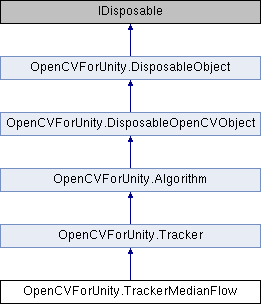 IDisposable
OpenCVForUnity.DisposableObject
OpenCVForUnity.DisposableOpenCVObject
OpenCVForUnity.Algorithm
OpenCVForUnity.Tracker
OpenCVForUnity.TrackerMedianFlow